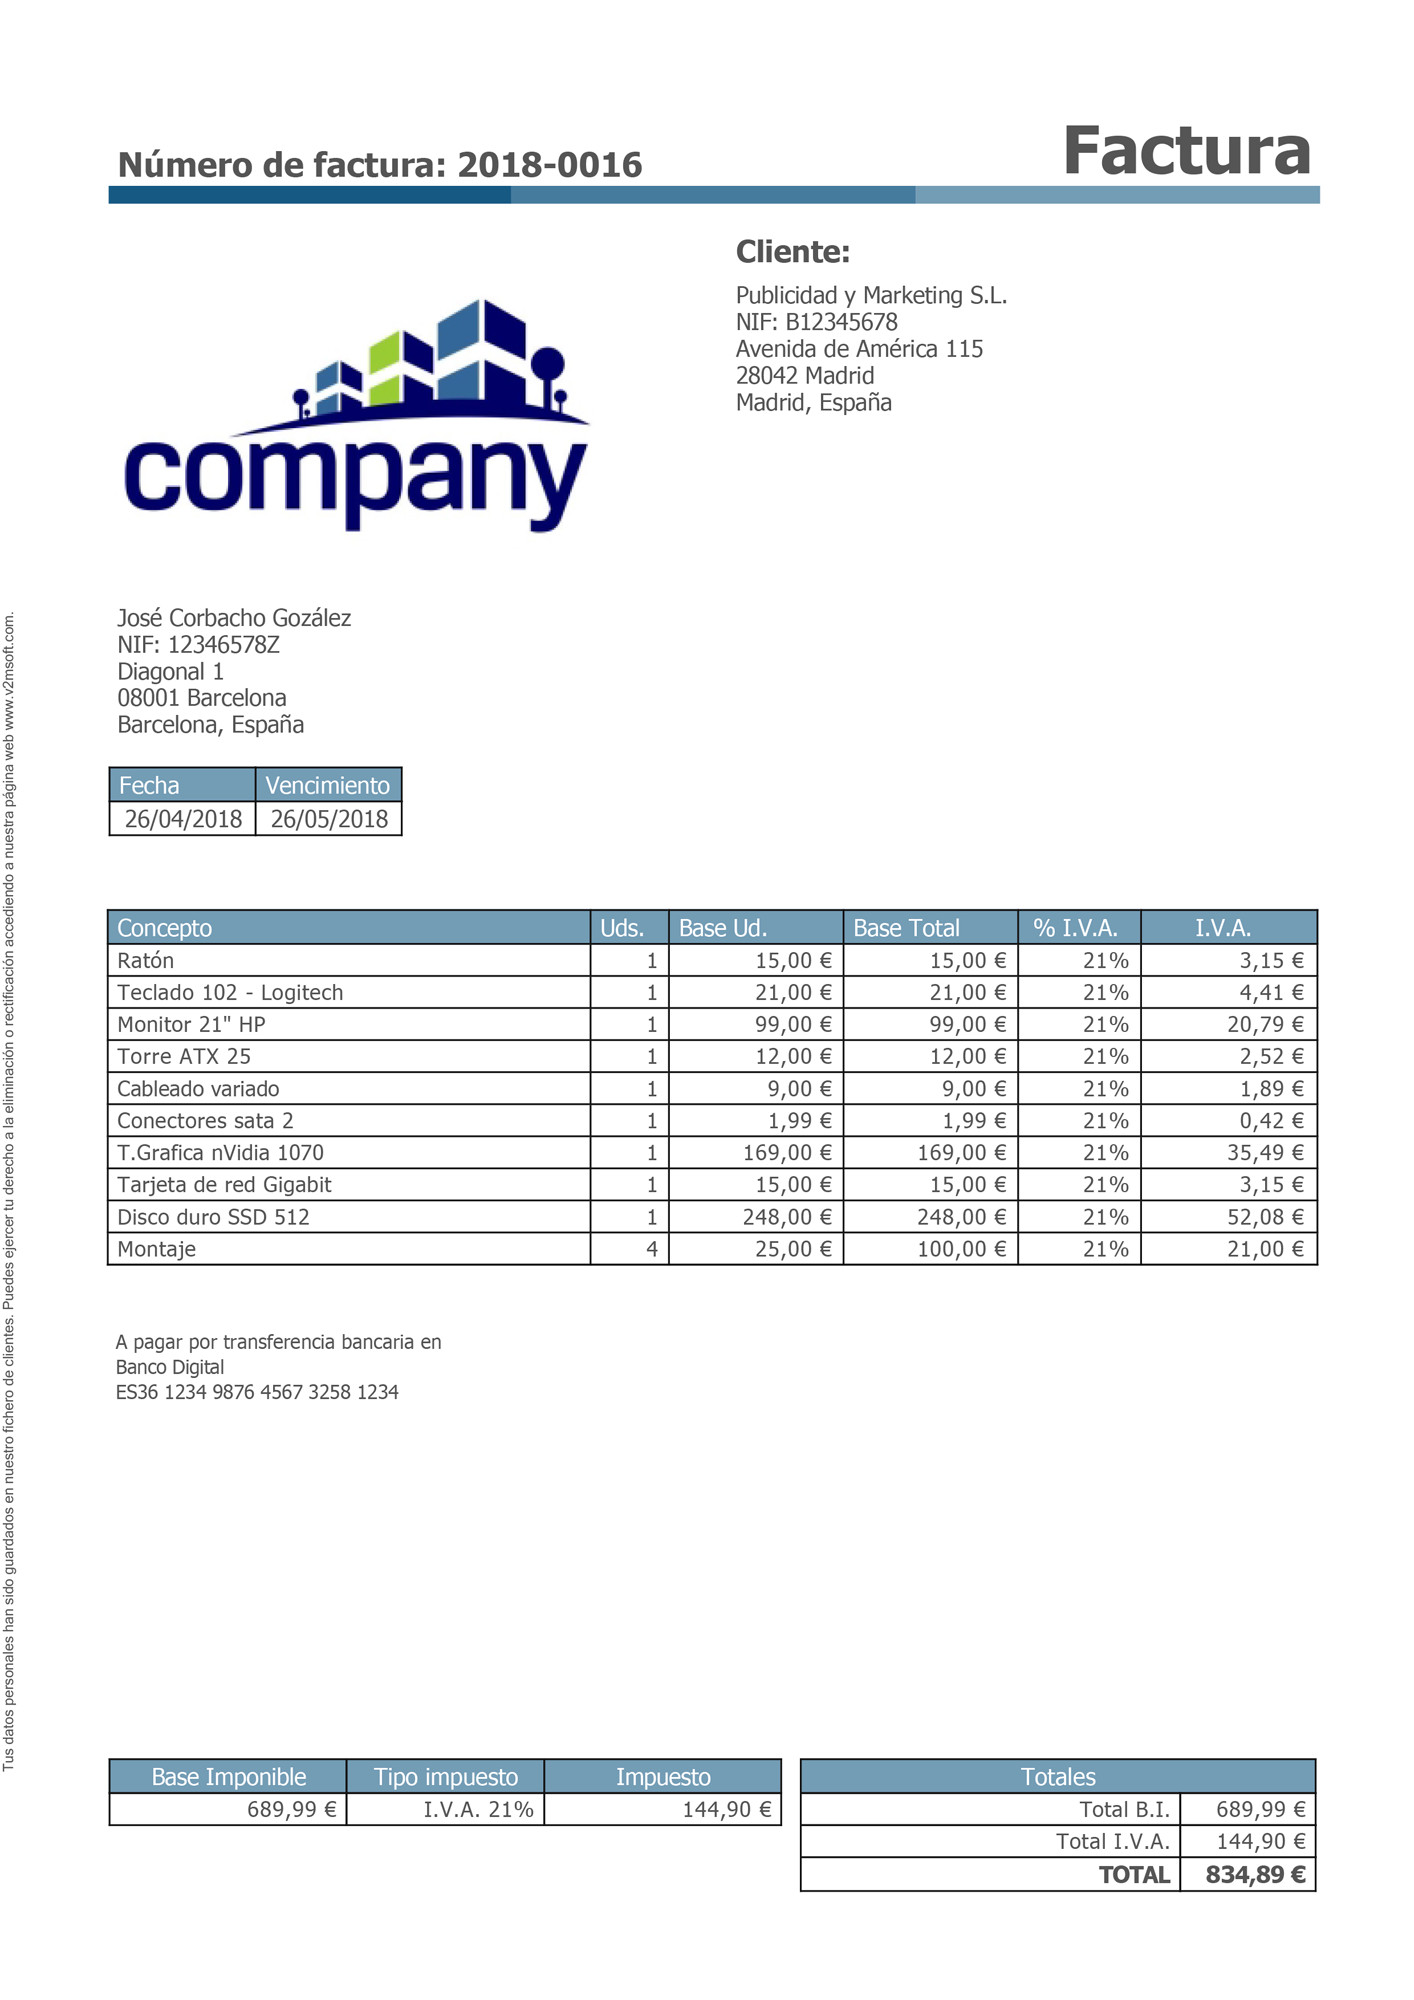 Número de factura: 2018-0016
Factura
company
Cliente:
Publicidad y Marketing S.L.
NIF: B12345678
Avenida de América 115
28042 Madrid
Madrid, España
José Corbacho Gozález
NIF: 12346578Z
Diagonal 1
08001 Barcelona
Barcelona, España
Fecha Vencimiento
26/04/2018 26/05/2018
Concepto Uds. Base Ud. Base Total % I.V.A. I.V.A.
Ratón 1 15,00 € 15,00 € 21% 3,15 €
Teclado 102 - Logitech 1 21,00 € 21,00 € 21% 4,41 €
Monitor 21" HP 1 99,00 € 99,00 € 21% 20,79 €
Torre ATX 25 1 12,00 € 12,00 € 21% 2,52 €
Cableado variado 1 9,00 € 9,00 € 21% 1,89 €
Conectores sata 2 1 1,99 € 1,99 € 21% 0,42 €
T.Grafica nVidia 1070 1 169,00 € 169,00 € 21% 35,49 €
Tarjeta de red Gigabit 1 15,00 € 15,00 € 21% 3,15 €
Disco duro SSD 512 1 248,00 € 248,00 € 21% 52,08 €
Montaje 4 25,00 € 100,00 € 21% 21,00 €
A pagar por transferencia bancaria en
Banco Digital
ES36 1234 9876 4567 3258 1234
Base Imponible Tipo impuesto Impuesto
689,99 € I.V.A. 21% 144,90 €
Totales
Total B.I. 689,99 €
Total I.V.A. 144,90 €
TOTAL 834,89 €
Tus datos personales han sido guardados en nuestro fichero de clientes. Puedes ejercer tu derecho a la eliminación o rectificación accediendo a nuestra página web www.v2msoft.com.